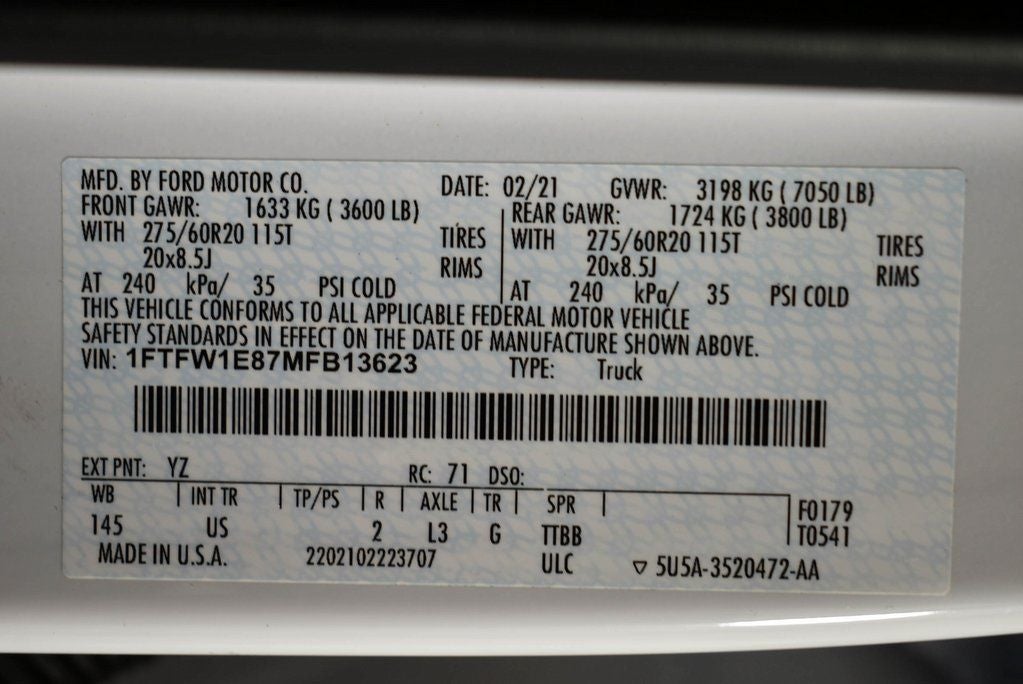 MFD. BY FORD MOTOR CO. DATE: 02/21 GVWR: 3198 KG ( 7050 LB)
FRONT GAWR: 1633 KG ( 3600 LB) REAR GAWR: 1724 KG ( 3800 LB)
WITH 275/60R20 115T TIRES WITH 275/60R20 115T TIRES
20x8.5J RIMS 20x8.5J RIMS
AT 240 kPa/ 35 PSI COLD AT 240 kPa/ 35 PSI COLD
THIS VEHICLE CONFORMS TO ALL APPLICABLE FEDERAL MOTOR VEHICLE
SAFETY STANDARDS IN EFFECT ON THE DATE OF MANUFACTURE SHOWN ABOVE.
VIN: 1FTFW1E87MFB13623 TYPE: Truck
EXT PNT: YZ RC: 71 DSO:
WB INT TR TP/PS R AXLE TR SPR F0179
145 US 2 L3 G TTBB T0541
MADE IN U.S.A. 2202102223707 ULC ▽ 5U5A-3520472-AA